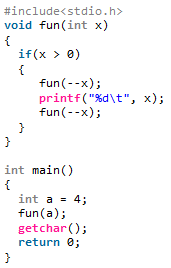 #include<stdio.h>
void fun(int x)
{
  if(x > 0)
  {
     fun(--x);
     printf("%d\t", x);
     fun(--x);
  }
}

int main()
{
  int a = 4;
  fun(a);
  getchar();
  return 0;
}